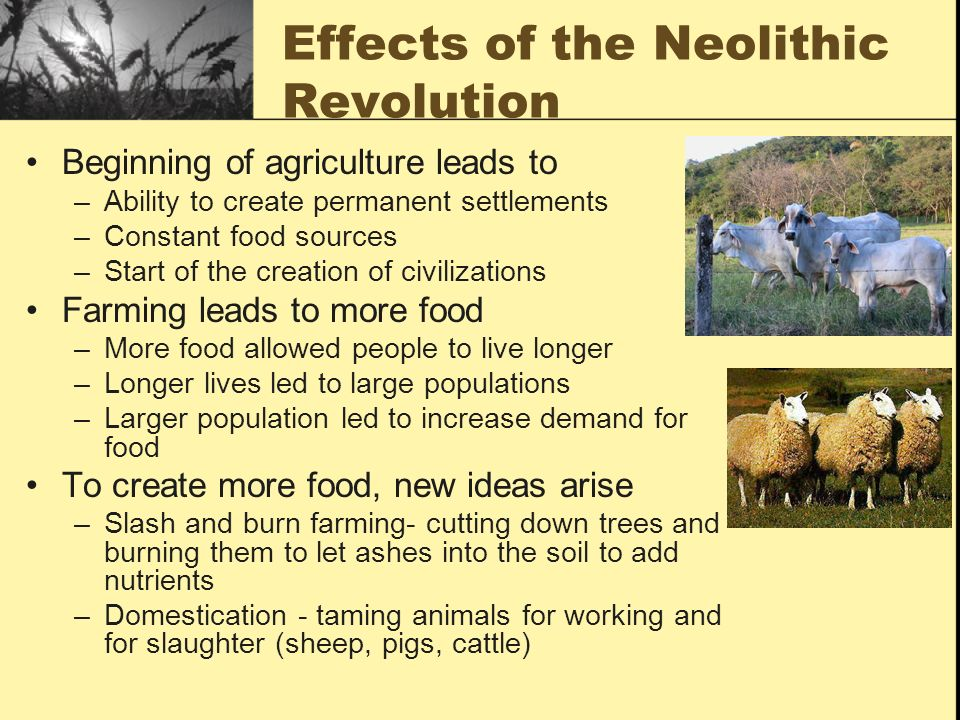 Effects of the Neolithic
Revolution
• Beginning of agriculture leads to
– Ability to create permanent settlements
– Constant food sources
– Start of the creation of civilizations
• Farming leads to more food
– More food allowed people to live longer
– Longer lives led to large populations
– Larger population led to increase demand for
food
• To create more food, new ideas arise
– Slash and burn farming- cutting down trees and
burning them to let ashes into the soil to add
nutrients
– Domestication - taming animals for working and
for slaughter (sheep, pigs, cattle)